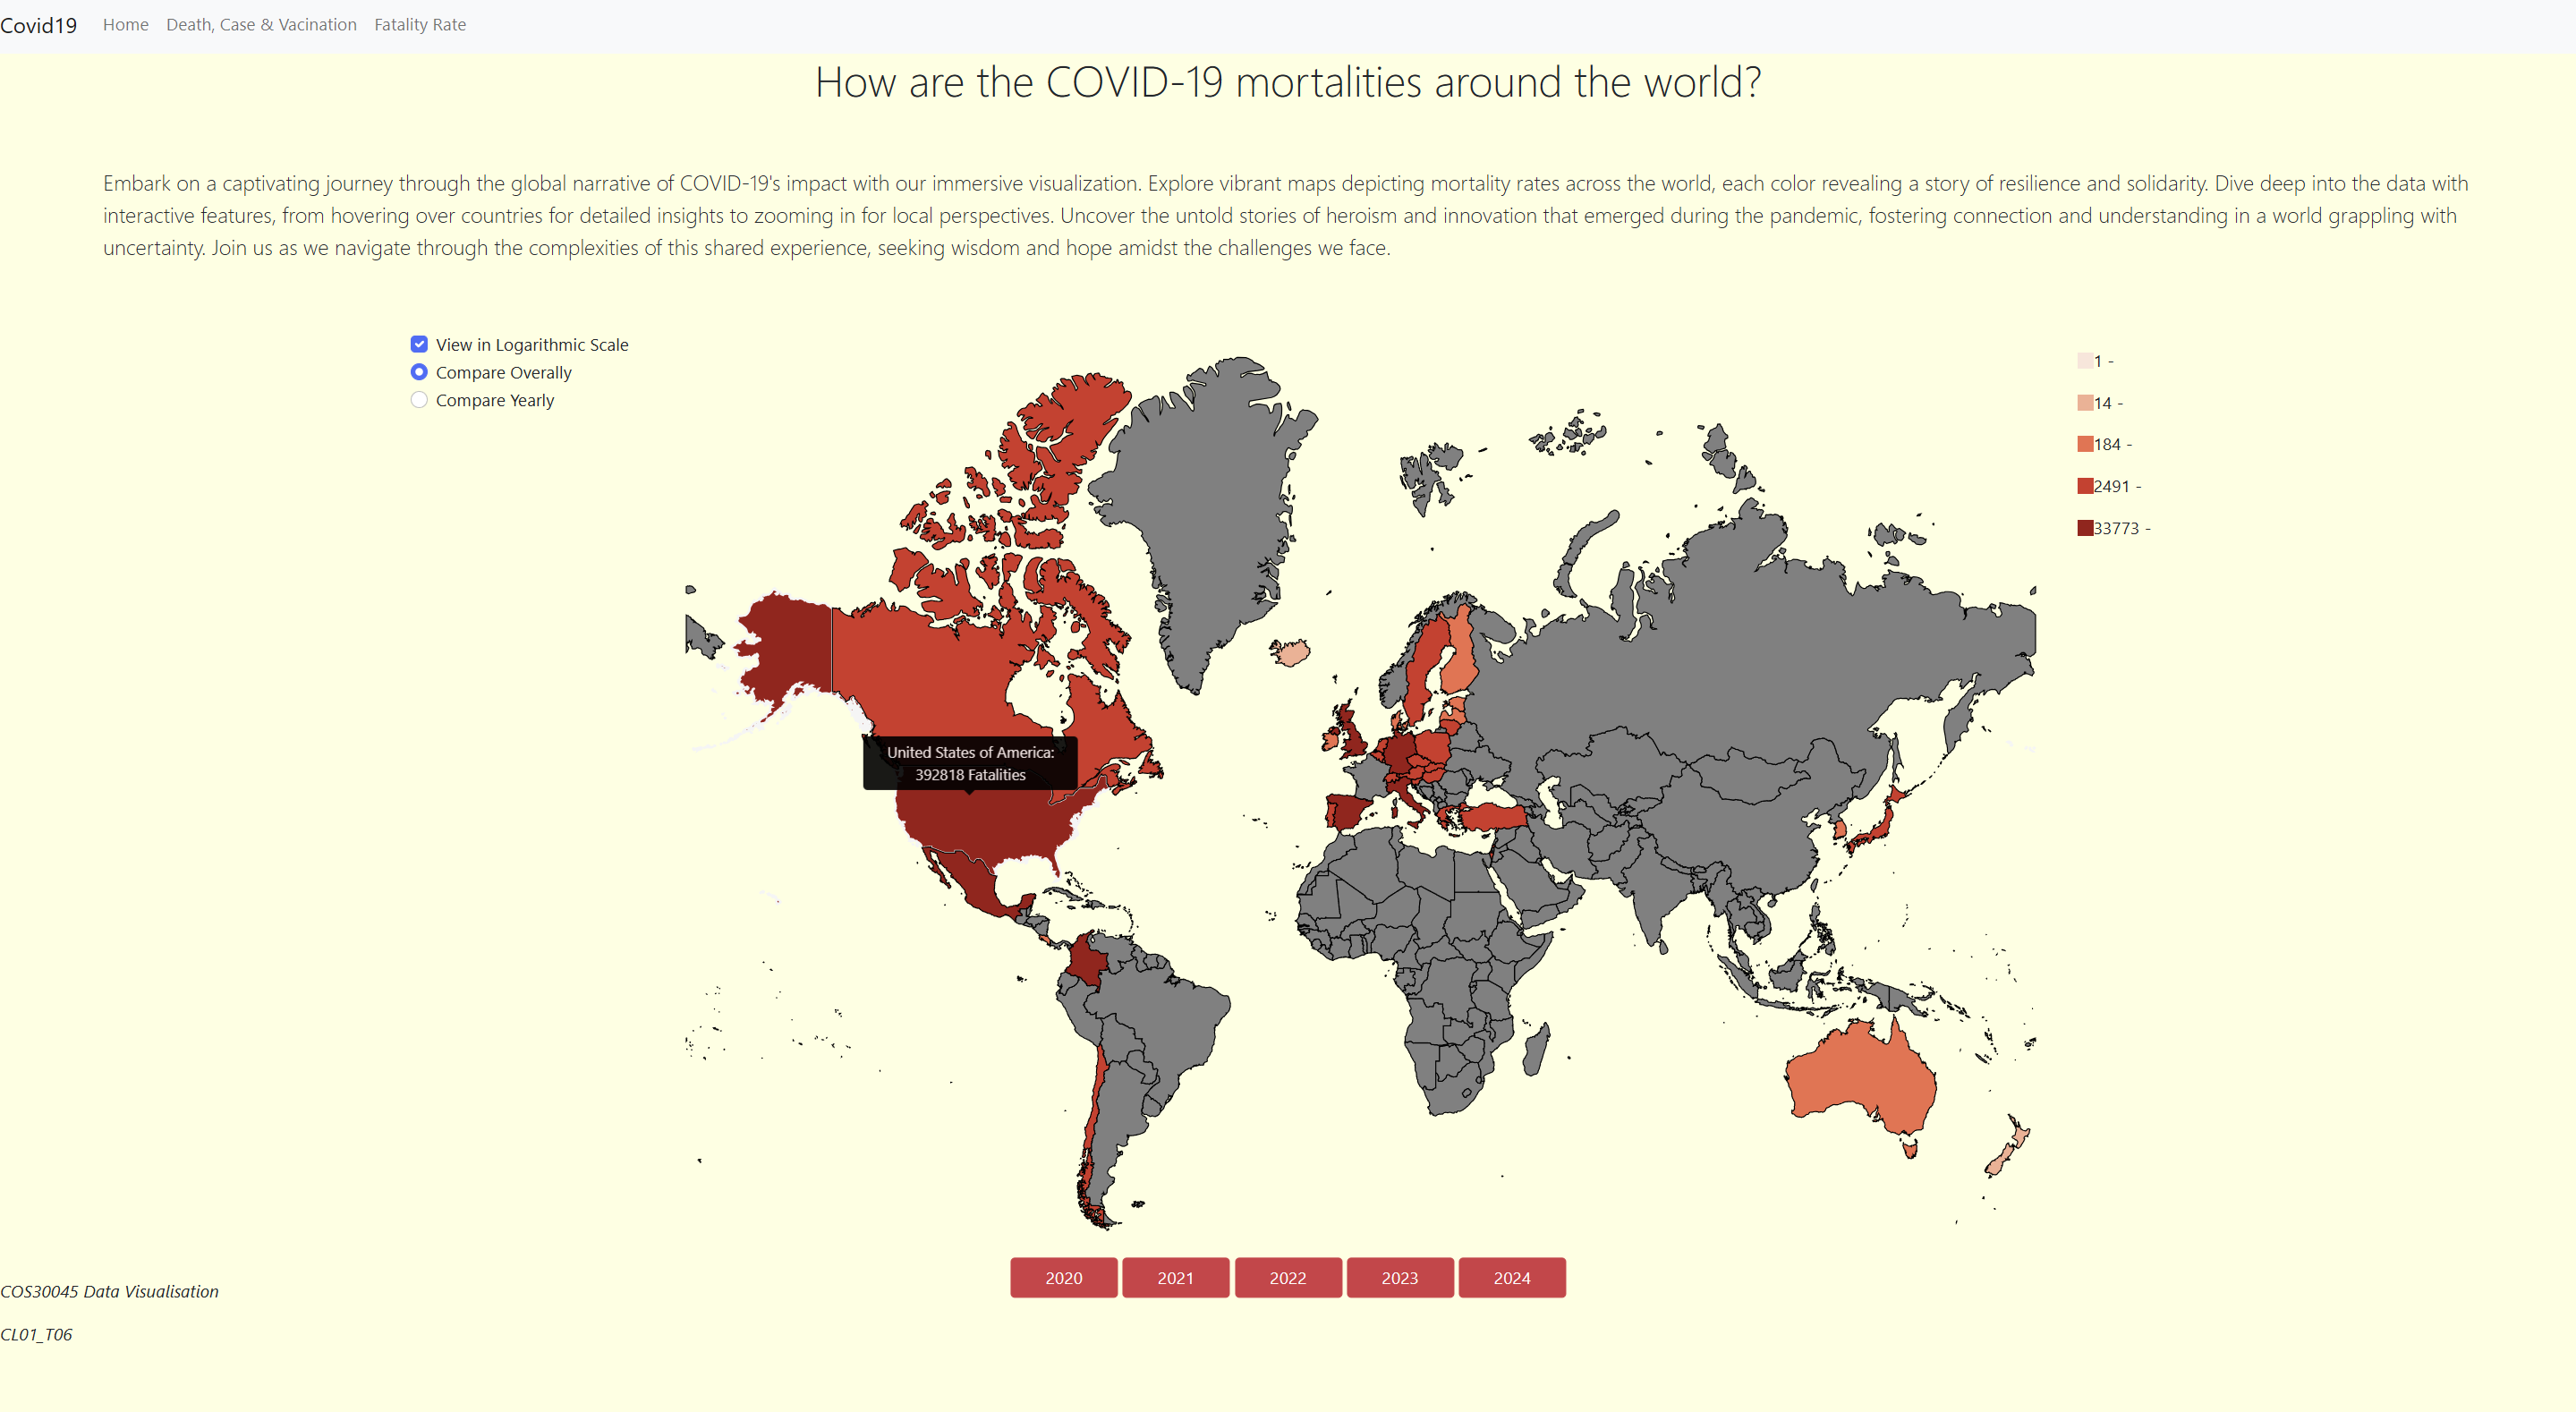 Covid19 Home Death, Case & Vacination Fatality Rate
How are the COVID-19 mortalities around the world?
Embark on a captivating journey through the global narrative of COVID-19's impact with our immersive visualization. Explore vibrant maps depicting mortality rates across the world, each color revealing a story of resilience and solidarity. Dive deep into the data with
interactive features, from hovering over countries for detailed insights to zooming in for local perspectives. Uncover the untold stories of heroism and innovation that emerged during the pandemic, fostering connection and understanding in a world grappling with
uncertainty. Join us as we navigate through the complexities of this shared experience, seeking wisdom and hope amidst the challenges we face.
View in Logarithmic Scale
Compare Overally
Compare Yearly
1 -
14 -
184 -
2491 -
33773 -
United States of America:
392818 Fatalities
2020 2021 2022 2023 2024
COS30045 Data Visualisation
CL01_T06